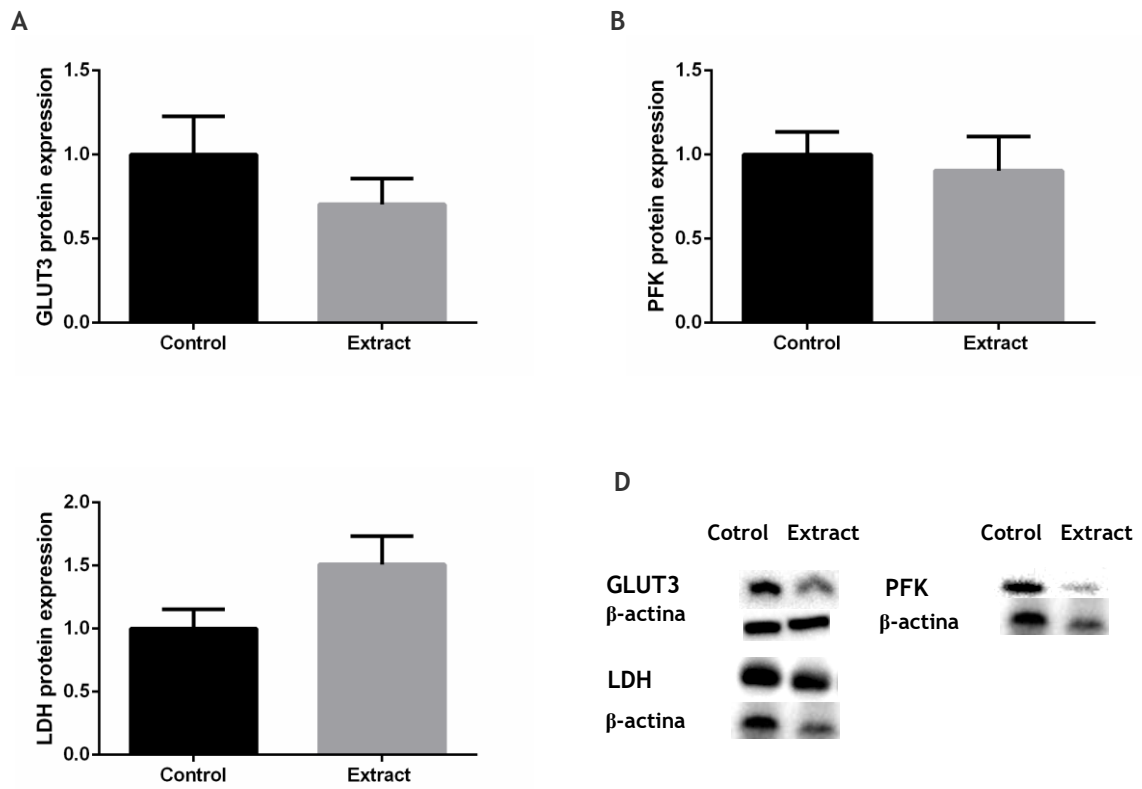 A
GLUT3 protein expression
1.5
1.0
0.5
0.0
Control Extract
B
PFK protein expression
1.5
1.0
0.5
0.0
Control Extract
LDH protein expression
2.0
1.5
1.0
0.5
0.0
Control Extract
D
Cotrol Extract
GLUT3
β-actina
LDH
β-actina
Cotrol Extract
PFK
β-actina